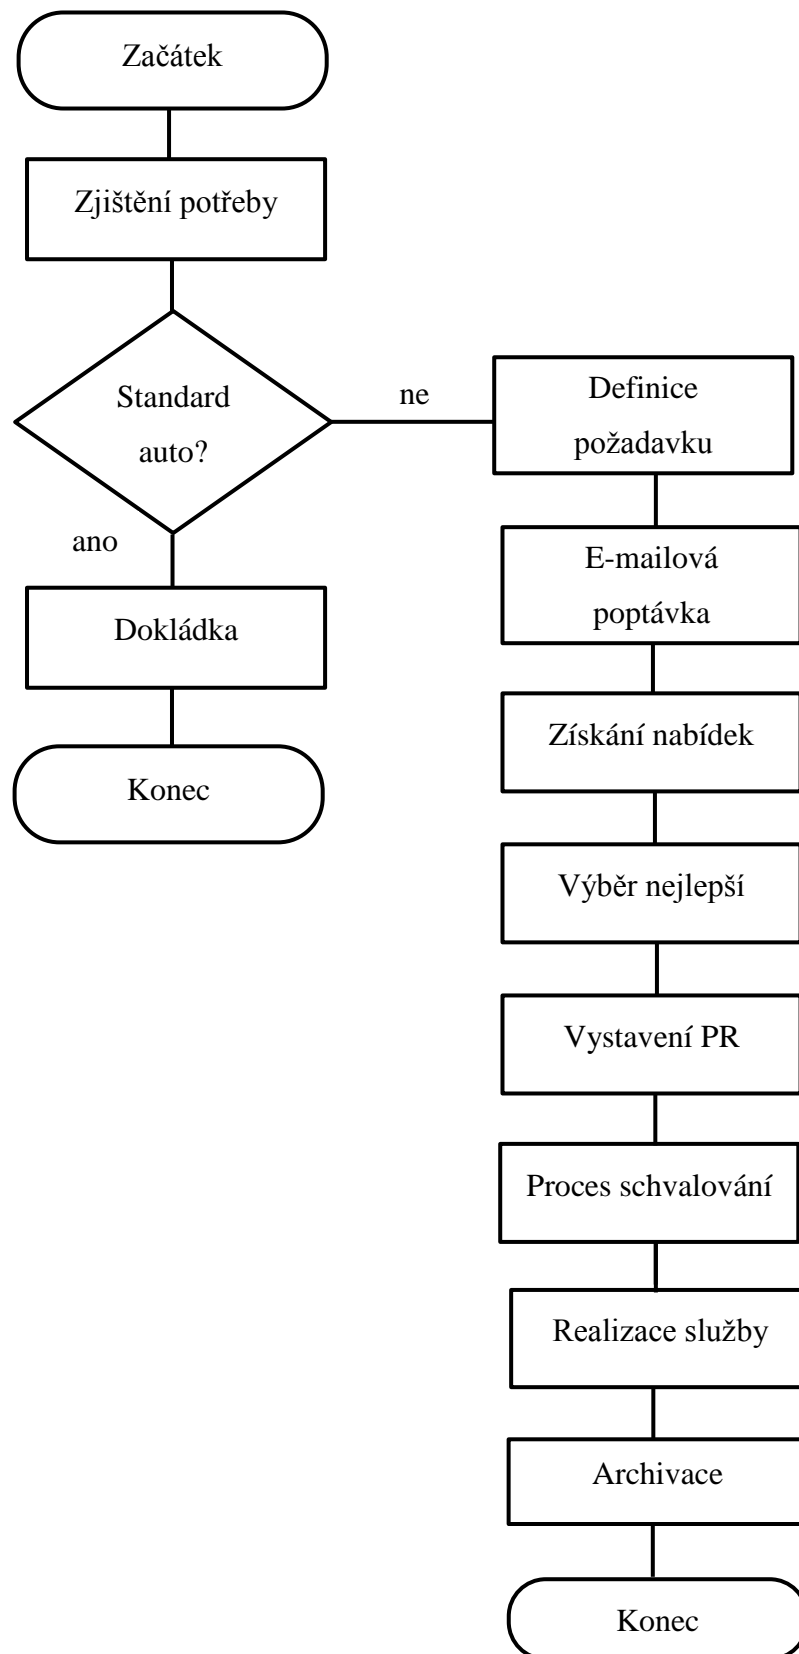 Začátek
Zjištění potřeby
Standard
auto?
ano
Dokládka
Konec
ne
Definice
požadavku
E-mailová
poptávka
Získání nabídek
Výběr nejlepší
Vystavení PR
Proces schvalování
Realizace služby
Archivace
Konec